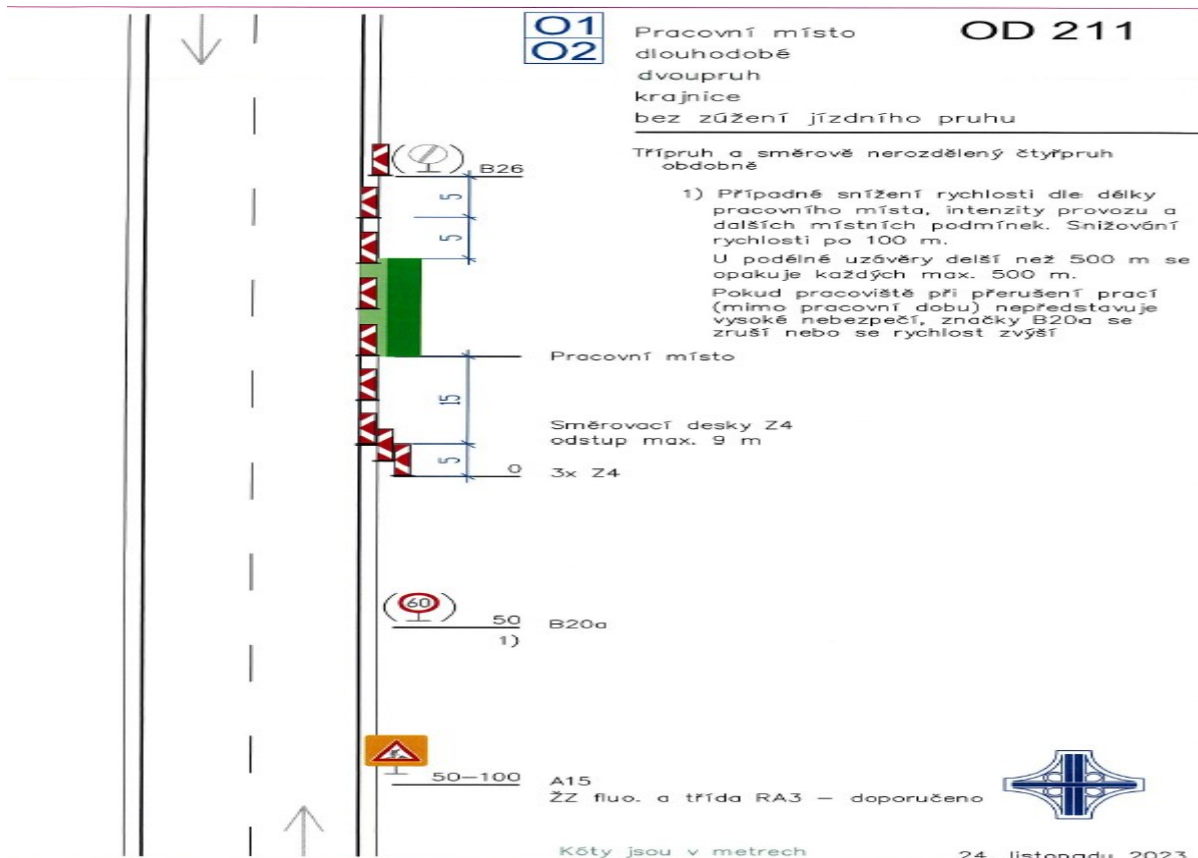 O1
O2
Pracovní místo
OD 211
dlouhodobé
dvoupruh
krajnice
bez zúžení jízdního pruhu
Třípruh a směrově nerozdělený čtyřpruh
obdobně
1) Případné snížení rychlosti dle délky
pracovního místa, intenzity provozu a
dalších místních podmínek. Snižování
rychlosti po 100 m.
U podélné uzávěry delší než 500 m se
opakuje každých max. 500 m.
Pokud pracoviště při přerušení prací
(mimo pracovní dobu) nepředstavuje
vysoké nebezpečí, značky B20a se
zruší nebo se rychlost zvýší
( ) B26
5
5
Pracovní místo
15
Směrovací desky Z4
odstup max. 9 m
5
0 3x Z4
(60)
50 B20a
1)
50-100 A15
ŽZ fluo. a třída RA3 – doporučeno
Kóty jsou v metrech
24. listopadu 2023